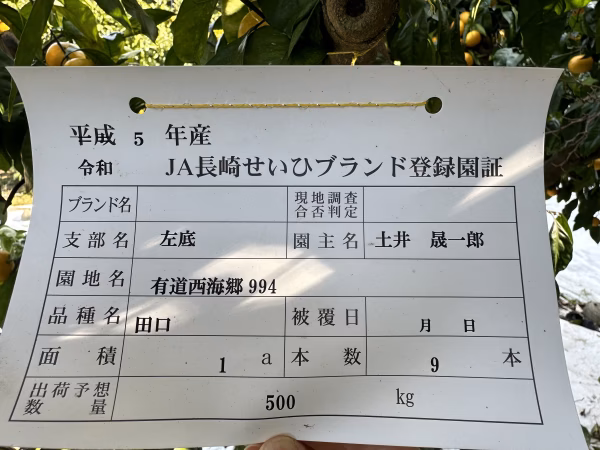 平成 5 年産
令和 JA長崎せいひブランド登録園証
ブランド名 現地調査合否判定
支部名 左底 園主名 土井 晟一郎
園地名 有道西海郷994
品種名 田口 被覆日 月 日
面積 1 a 本数 9 本
出荷予想数量 500 kg